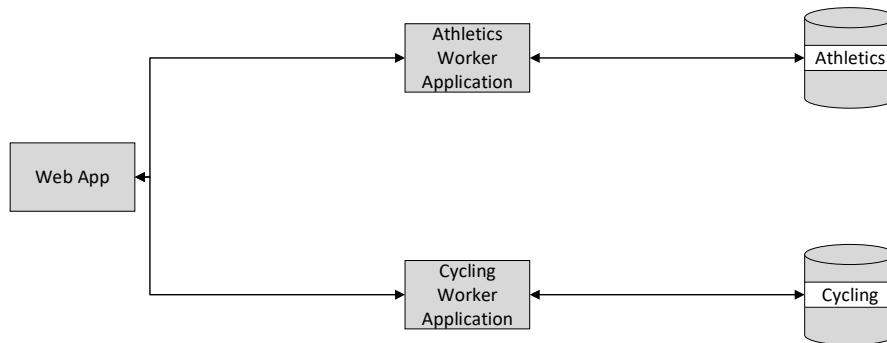 Athletics
Worker
Application
Athletics
Web App
Cycling
Worker
Application
Cycling